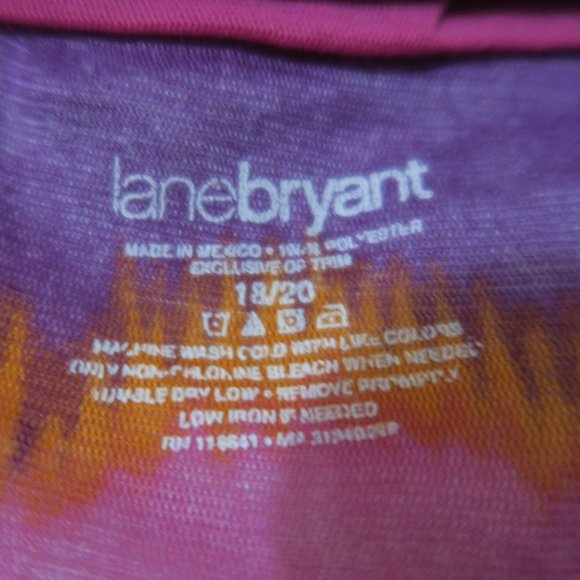 lanebryant
MADE IN MEXICO • 100% POLYESTER
EXCLUSIVE OF TRIM
18/20
MACHINE WASH COLD WITH LIKE COLORS
ONLY NON-CHLORINE BLEACH WHEN NEEDED
TUMBLE DRY LOW • REMOVE PROMPTLY
LOW IRON IF NEEDED
RN